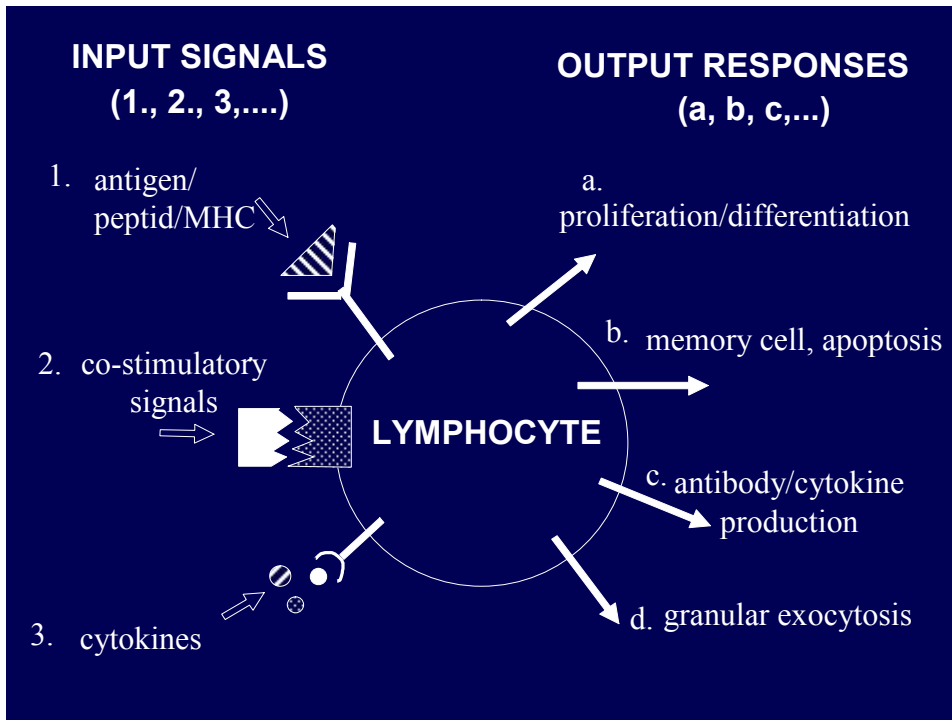 INPUT SIGNALS
(1., 2., 3,....)
1. antigen/
peptid/MHC
2. co-stimulatory
signals
3. cytokines
LYMPHOCYTE
OUTPUT RESPONSES
(a, b, c,...)
a.
proliferation/differentiation
b. memory cell, apoptosis
c. antibody/cytokine
production
d. granular exocytosis